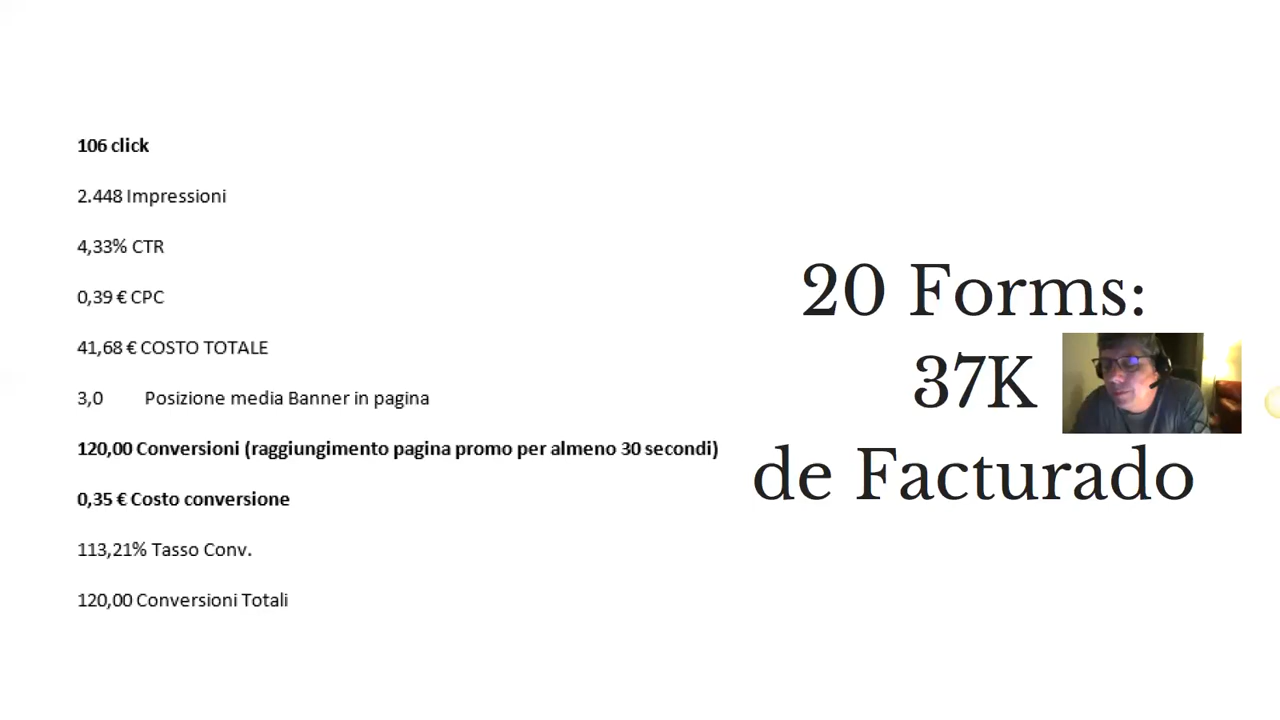 106 click
2.448 Impressioni
4,33% CTR
0,39 € CPC
41,68 € COSTO TOTALE
3,0 Posizione media Banner in pagina
120,00 Conversioni (raggiungimento pagina promo per almeno 30 secondi)
0,35 € Costo conversione
113,21% Tasso Conv.
120,00 Conversioni Totali
20 Forms:
37K
de Facturado